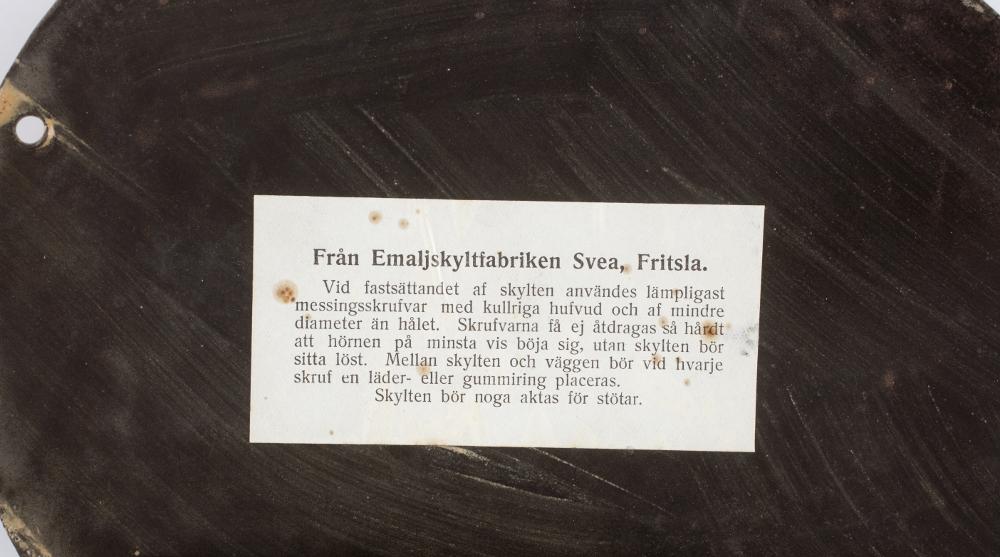 Från Emaljskyltfabriken Svea, Fritsla.
Vid fastsättandet af skylten användes lämpligast
messingsskrufvar med kullriga hufvud och af mindre
diameter än hålet. Skrufvarna få ej åtdragas så hårdt
att hörnen på minsta vis böja sig, utan skylten bör
sitta löst. Mellan skylten och väggen bör vid hvarje
skruf en läder- eller gummiring placeras.
Skylten bör noga aktas för stötar.